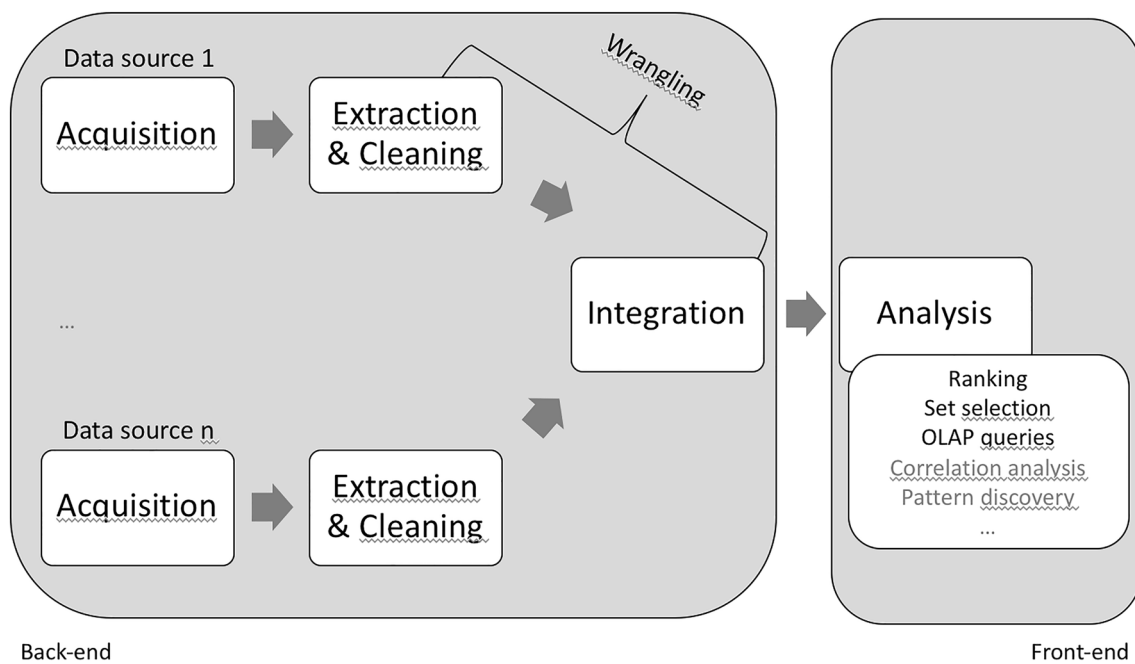 Data source 1
Wrangling
Acquisition
Extraction
& Cleaning
Integration
Analysis
...
Ranking
Set selection
OLAP queries
Correlation analysis
Pattern discovery
...
Data source n
Acquisition
Extraction
& Cleaning
Back-end
Front-end